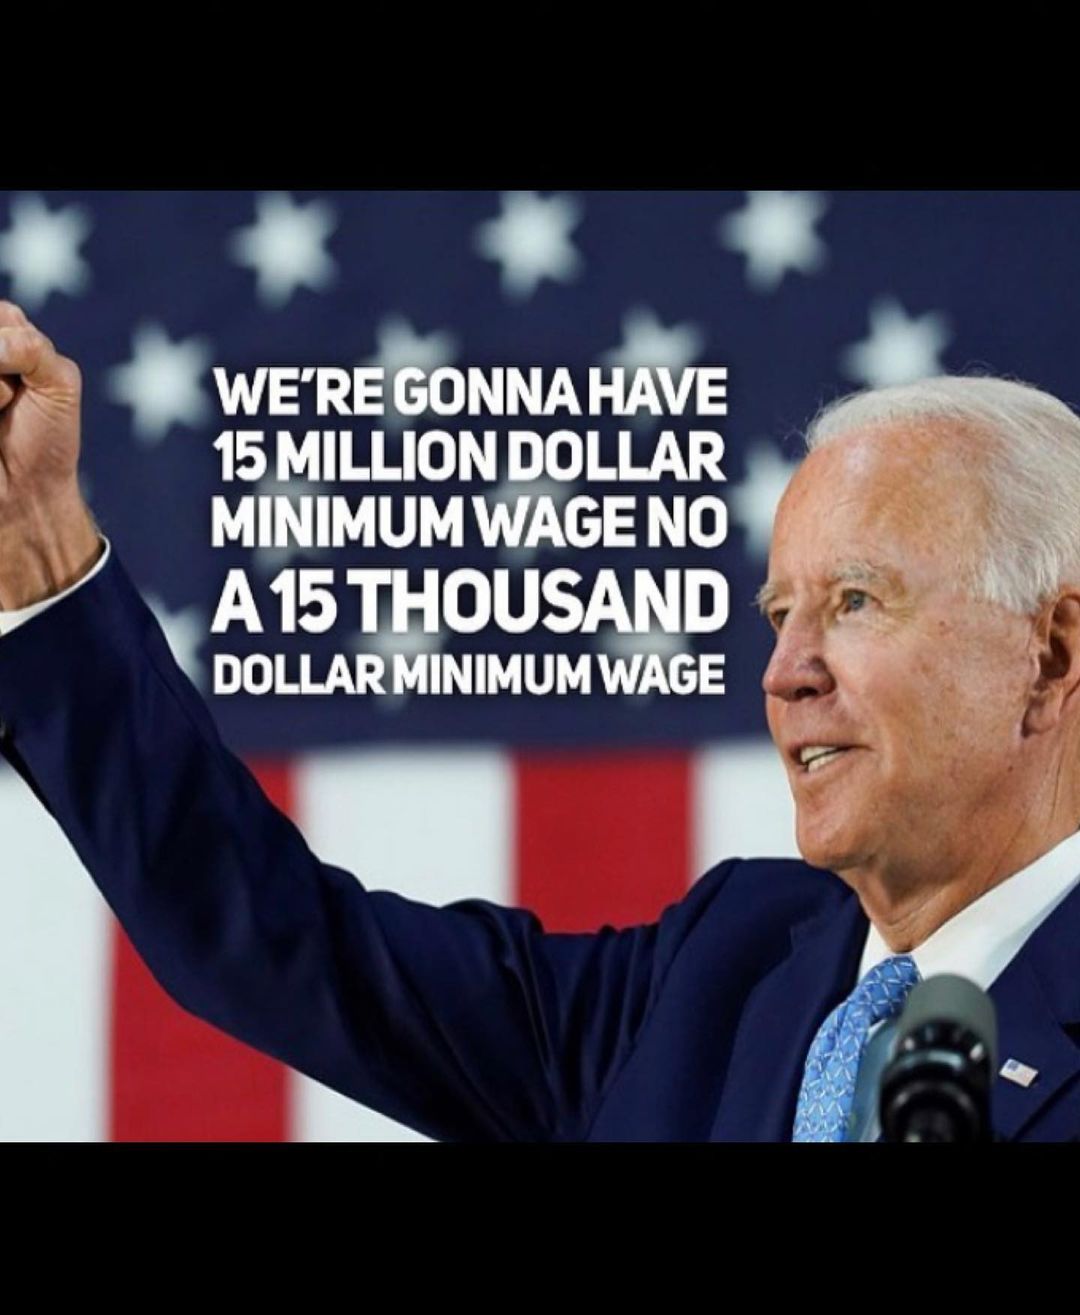 WE'RE GONNA HAVE
15 MILLION DOLLAR
MINIMUM WAGE NO
A 15 THOUSAND
DOLLAR MINIMUM WAGE